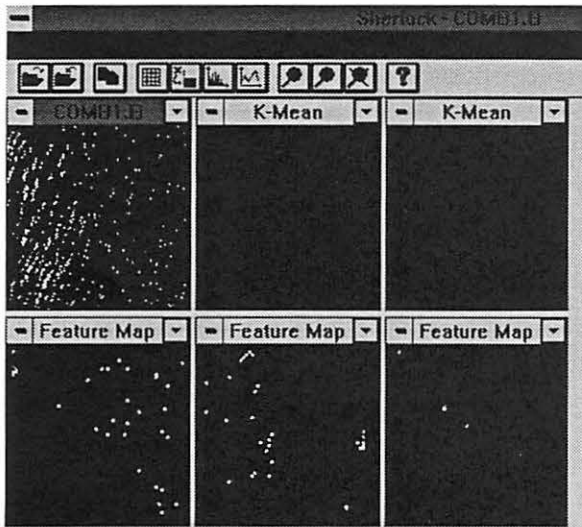 Sherlock - COMB1.B
?
COMB1.B K-Mean K-Mean
Feature Map Feature Map Feature Map